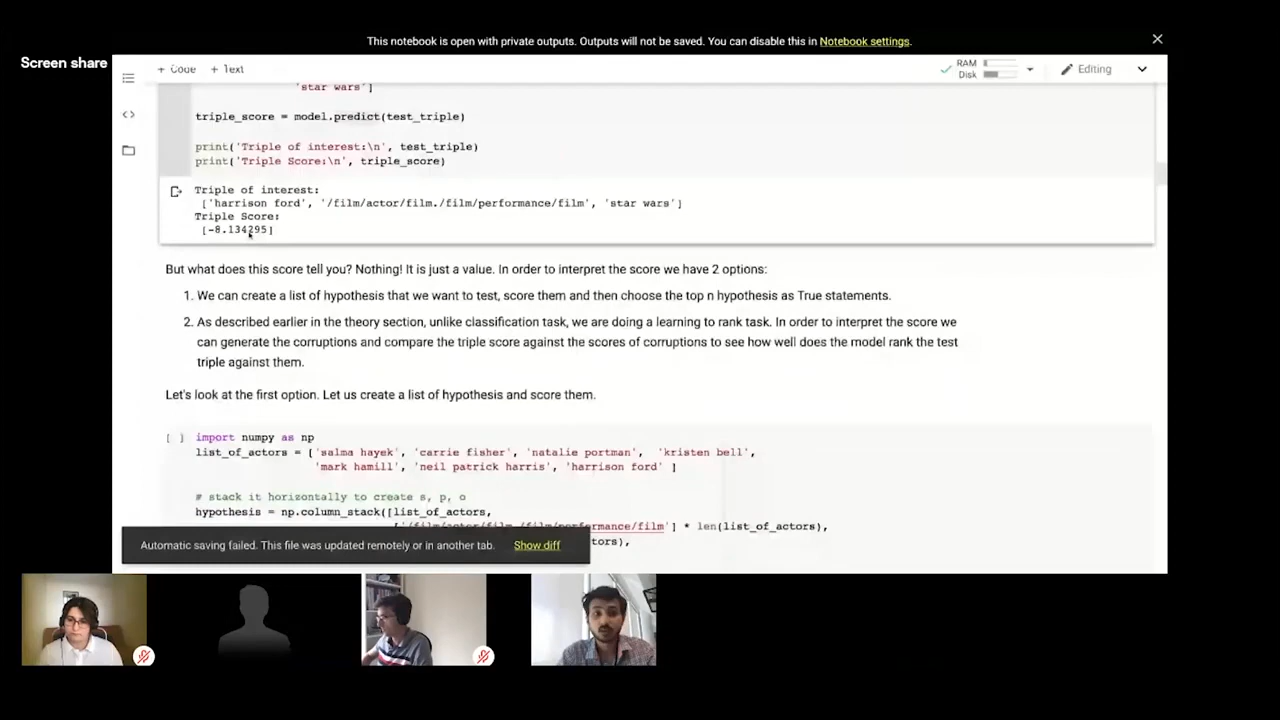 This notebook is open with private outputs. Outputs will not be saved. You can disable this in Notebook settings.
Screen share
+ Code + Text
RAM
Disk
Editing
'star wars']
triple_score = model.predict(test_triple)
print('Triple of interest:\n', test_triple)
print('Triple Score:\n', triple_score)
Triple of interest:
['harrison ford', '/film/actor/film./film/performance/film', 'star wars']
Triple Score:
[-8.134295]
But what does this score tell you? Nothing! It is just a value. In order to interpret the score we have 2 options:
1. We can create a list of hypothesis that we want to test, score them and then choose the top n hypothesis as True statements.
2. As described earlier in the theory section, unlike classification task, we are doing a learning to rank task. In order to interpret the score we
can generate the corruptions and compare the triple score against the scores of corruptions to see how well does the model rank the test
triple against them.
Let's look at the first option. Let us create a list of hypothesis and score them.
[ ] import numpy as np
list_of_actors = ['salma hayek', 'carrie fisher', 'natalie portman', 'kristen bell',
'mark hamill', 'neil patrick harris', 'harrison ford' ]
# stack it horizontally to create s, p, o
hypothesis = np.column_stack([list_of_actors,
['/film/actor/film./film/performance/film'] * len(list_of_actors),
tors),
Automatic saving failed. This file was updated remotely or in another tab. Show diff